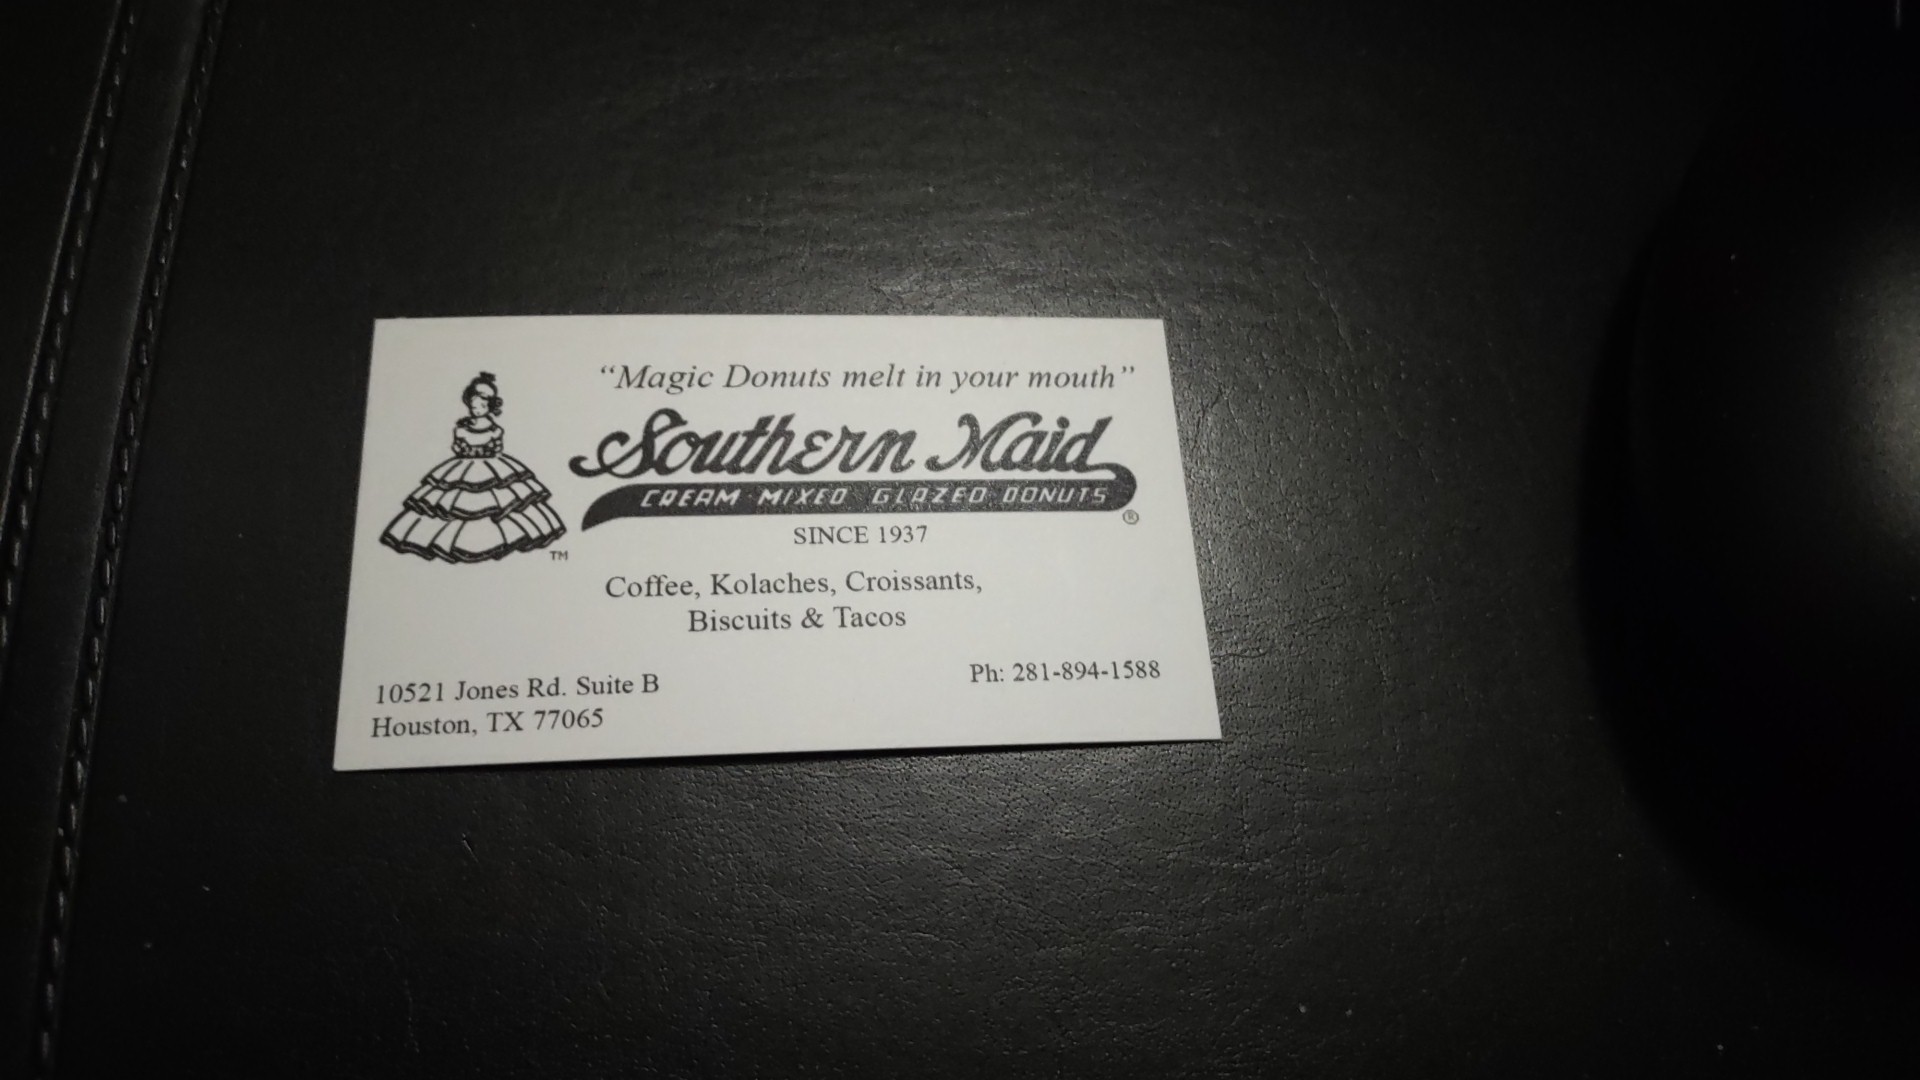 “Magic Donuts melt in your mouth”
Southern Maid
CREAM MIXED GLAZED DONUTS
®
SINCE 1937
TM
Coffee, Kolaches, Croissants,
Biscuits & Tacos
10521 Jones Rd. Suite B
Houston, TX 77065
Ph: 281-894-1588